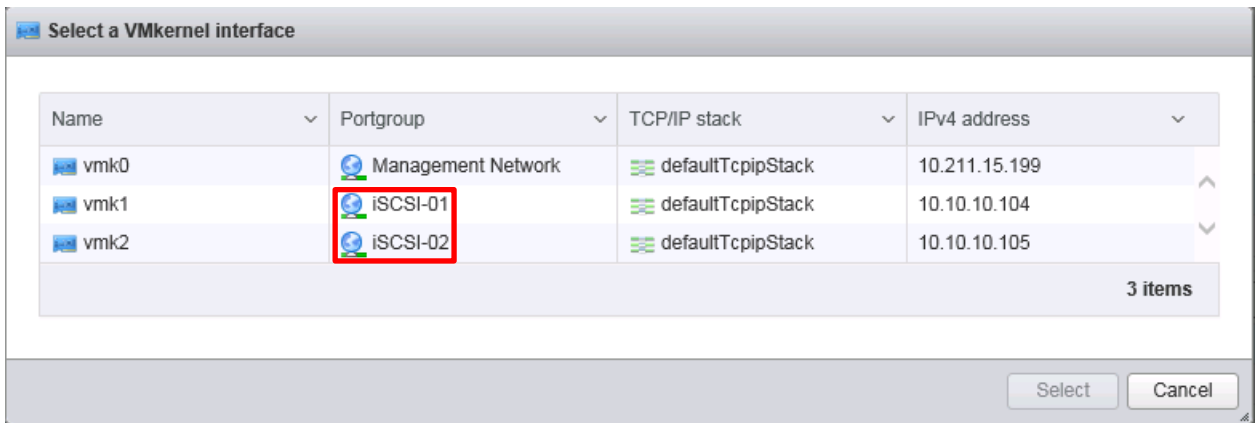 Select a VMkernel interface
Name Portgroup TCP/IP stack IPv4 address
vmk0 Management Network defaultTcpipStack 10.211.15.199
vmk1 iSCSI-01 defaultTcpipStack 10.10.10.104
vmk2 iSCSI-02 defaultTcpipStack 10.10.10.105
3 items
Select Cancel